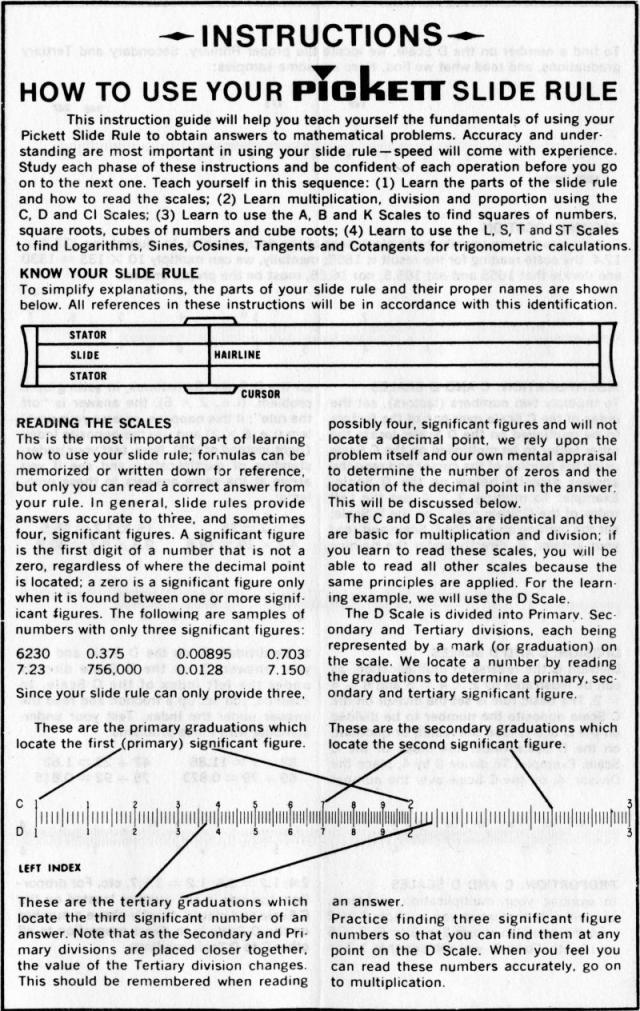 INSTRUCTIONS
HOW TO USE YOUR PICKETT SLIDE RULE
This instruction guide will help you teach yourself the fundamentals of using your
Pickett Slide Rule to obtain answers to mathematical problems. Accuracy and under-
standing are most important in using your slide rule—speed will come with experience.
Study each phase of these instructions and be confident of each operation before you go
on to the next one. Teach yourself in this sequence: (1) Learn the parts of the slide rule
and how to read the scales; (2) Learn multiplication, division and proportion using the
C, D and CI Scales; (3) Learn to use the A, B and K Scales to find squares of numbers,
square roots, cubes of numbers and cube roots; (4) Learn to use the L, S, T and ST Scales
to find Logarithms, Sines, Cosines, Tangents and Cotangents for trigonometric calculations.
KNOW YOUR SLIDE RULE
To simplify explanations, the parts of your slide rule and their proper names are shown
below. All references in these instructions will be in accordance with this identification.
STATOR
SLIDE HAIRLINE
STATOR
CURSOR
READING THE SCALES
Ths is the most important part of learning
how to use your slide rule; formulas can be
memorized or written down for reference,
but only you can read a correct answer from
your rule. In general, slide rules provide
answers accurate to three, and sometimes
four, significant figures. A significant figure
is the first digit of a number that is not a
zero, regardless of where the decimal point
is located; a zero is a significant figure only
when it is found between one or more signif-
icant figures. The following are samples of
numbers with only three significant figures:
6230 0.375 0.00895 0.703
7.23 756,000 0.0128 7.150
Since your slide rule can only provide three,
possibly four, significant figures and will not
locate a decimal point, we rely upon the
problem itself and our own mental appraisal
to determine the number of zeros and the
location of the decimal point in the answer.
This will be discussed below.
The C and D Scales are identical and they
are basic for multiplication and division; if
you learn to read these scales, you will be
able to read all other scales because the
same principles are applied. For the learn-
ing example, we will use the D Scale.
The D Scale is divided into Primary. Sec-
ondary and Tertiary divisions, each being
represented by a mark (or graduation) on
the scale. We locate a number by reading
the graduations to determine a primary, sec-
ondary and tertiary significant figure.
These are the primary graduations which
locate the first (primary) significant figure.
These are the secondary graduations which
locate the second significant figure.
C 1 7 8 9 2 3
D 1 1 2 3 4 5 6 7 8 9 2 3
LEFT INDEX
These are the tertiary graduations which
locate the third significant number of an
answer. Note that as the Secondary and Pri-
mary division are placed closer together,
the value of the Tertiary division changes.
This should be remembered when reading
an answer.
Practice finding three significant figure
numbers so that you can find them at any
point on the D Scale. When you feel you
can read these numbers accurately, go on
to multiplication.